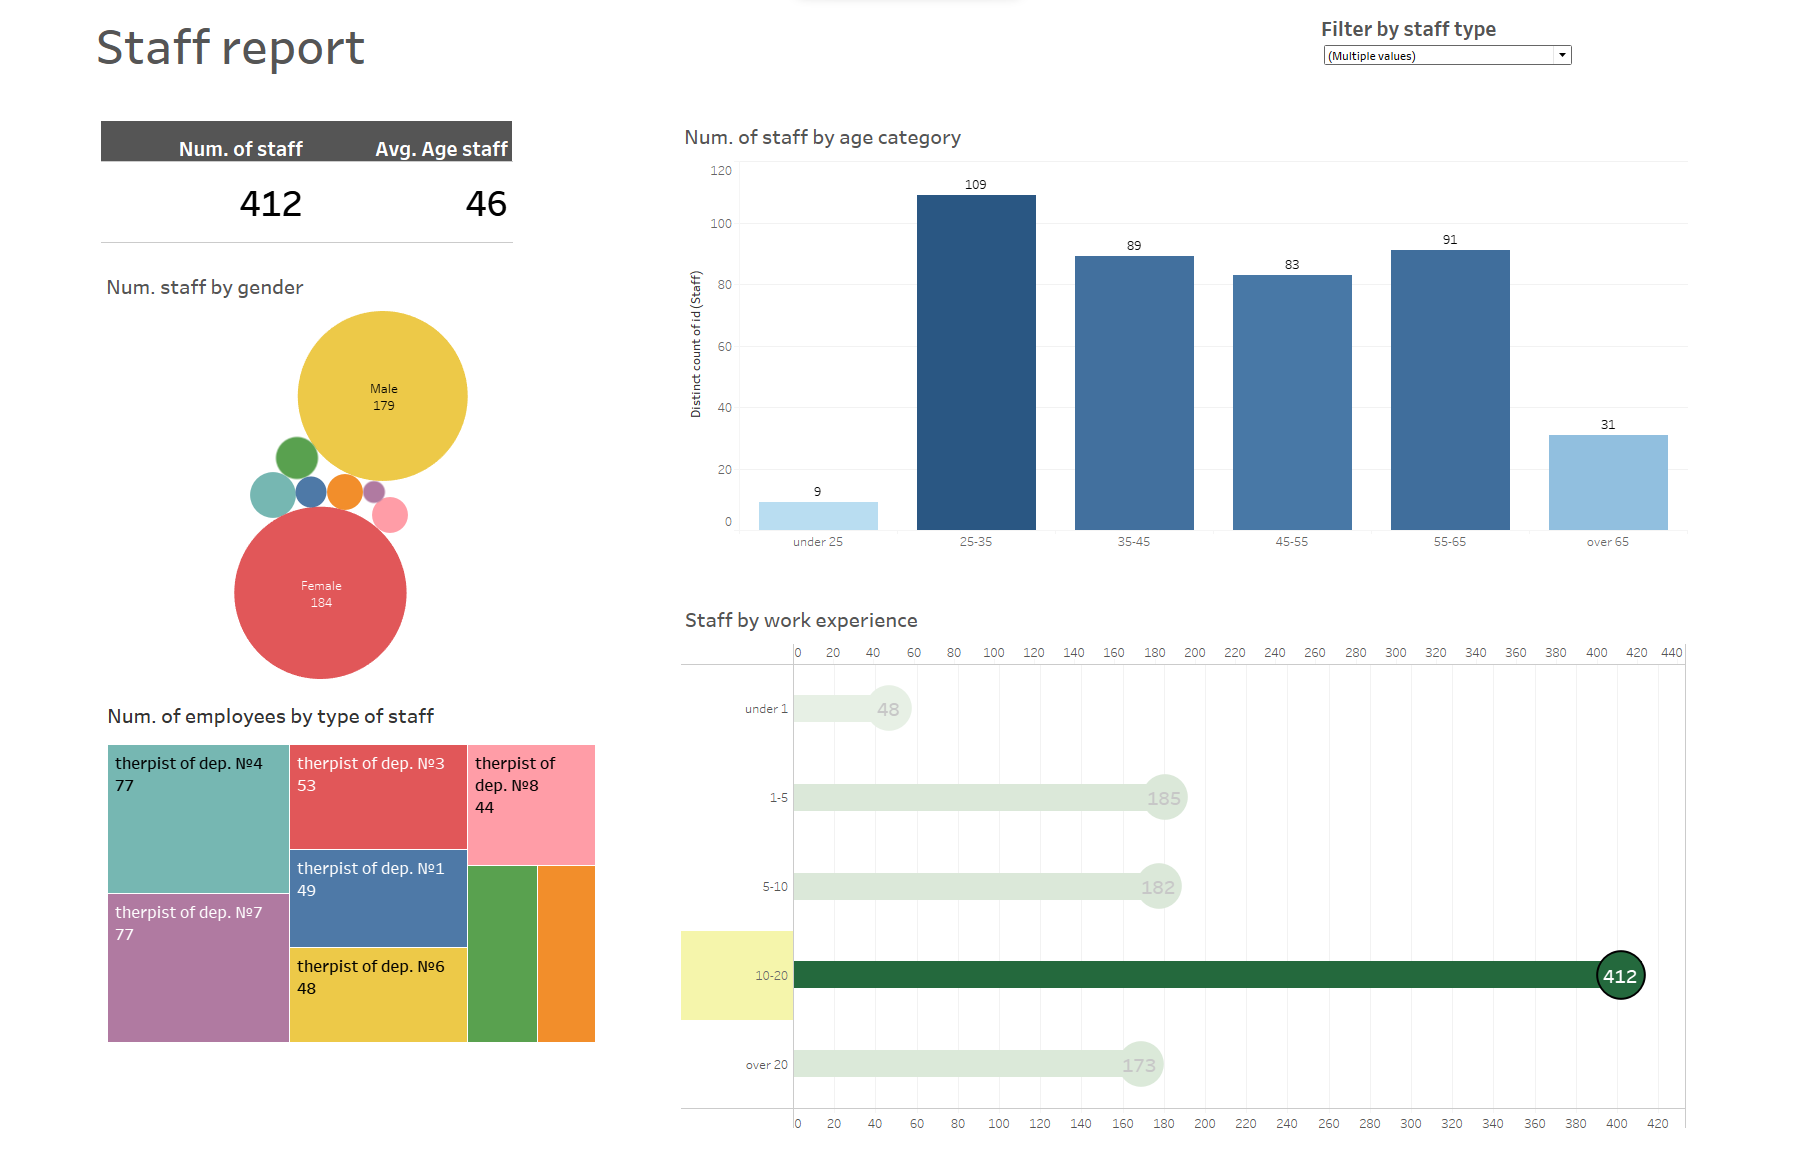 Staff report
Filter by staff type
(Multiple values)
Num. of staff Avg. Age staff
412 46
Num. staff by gender
Male
179
Female
184
Num. of employees by type of staff
therpist of dep. №4
77
therpist of dep. №7
77
therpist of dep. №3
53
therpist of dep. №1
49
therpist of dep. №6
48
therpist of
dep. №8
44
Num. of staff by age category
Distinct count of id (Staff)
120
100
80
60
40
20
0
9
109
89
83
91
31
under 25 25-35 35-45 45-55 55-65 over 65
Staff by work experience
0 20 40 60 80 100 120 140 160 180 200 220 240 260 280 300 320 340 360 380 400 420 440
under 1 48
1-5 185
5-10 182
10-20 412
over 20 173
0 20 40 60 80 100 120 140 160 180 200 220 240 260 280 300 320 340 360 380 400 420